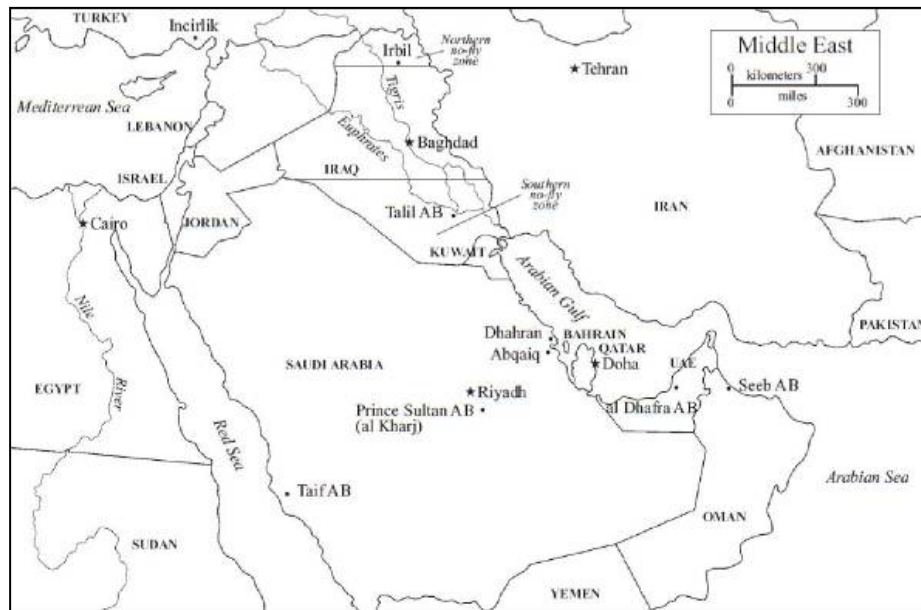 TURKEY
Incirlik
Northern
no-fly
zone
Irbil
Middle East
0
300
kilometers
miles
0
300
Tehran
Mediterrean Sea
Tigris
LEBANON
Euphrates
Baghdad
AFGHANISTAN
ISRAEL
IRAQ
Southern
no-fly
zone
IRAN
Cairo
JORDAN
Talil AB
KUWAIT
Arabian Gulf
Nile
River
PAKISTAN
Dhahran
BAHRAIN
Abqaiq
QATAR
Doha
UAE
SAUDI ARABIA
EGYPT
Riyadh
Seeb AB
Prince Sultan AB
(al Kharj)
al Dhafra AB
Red Sea
Taif AB
Arabian Sea
OMAN
SUDAN
YEMEN